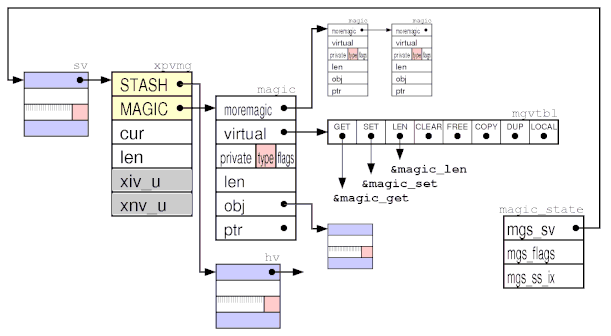 sv
STASH
MAGIC
cur
len
xiv_u
xnv_u
xpvmg
magic
moremagic
virtual
private type flags
len
obj
ptr
magic
moremagic
virtual
private type flags
len
obj
ptr
magic
moremagic
virtual
private type flags
len
obj
ptr
mgvtbl
GET SET LEN CLEAR FREE COPY DUP LOCAL
&magic_len
&magic_set
&magic_get
magic_state
mgs_sv
mgs_flags
mgs_ss_ix
hv